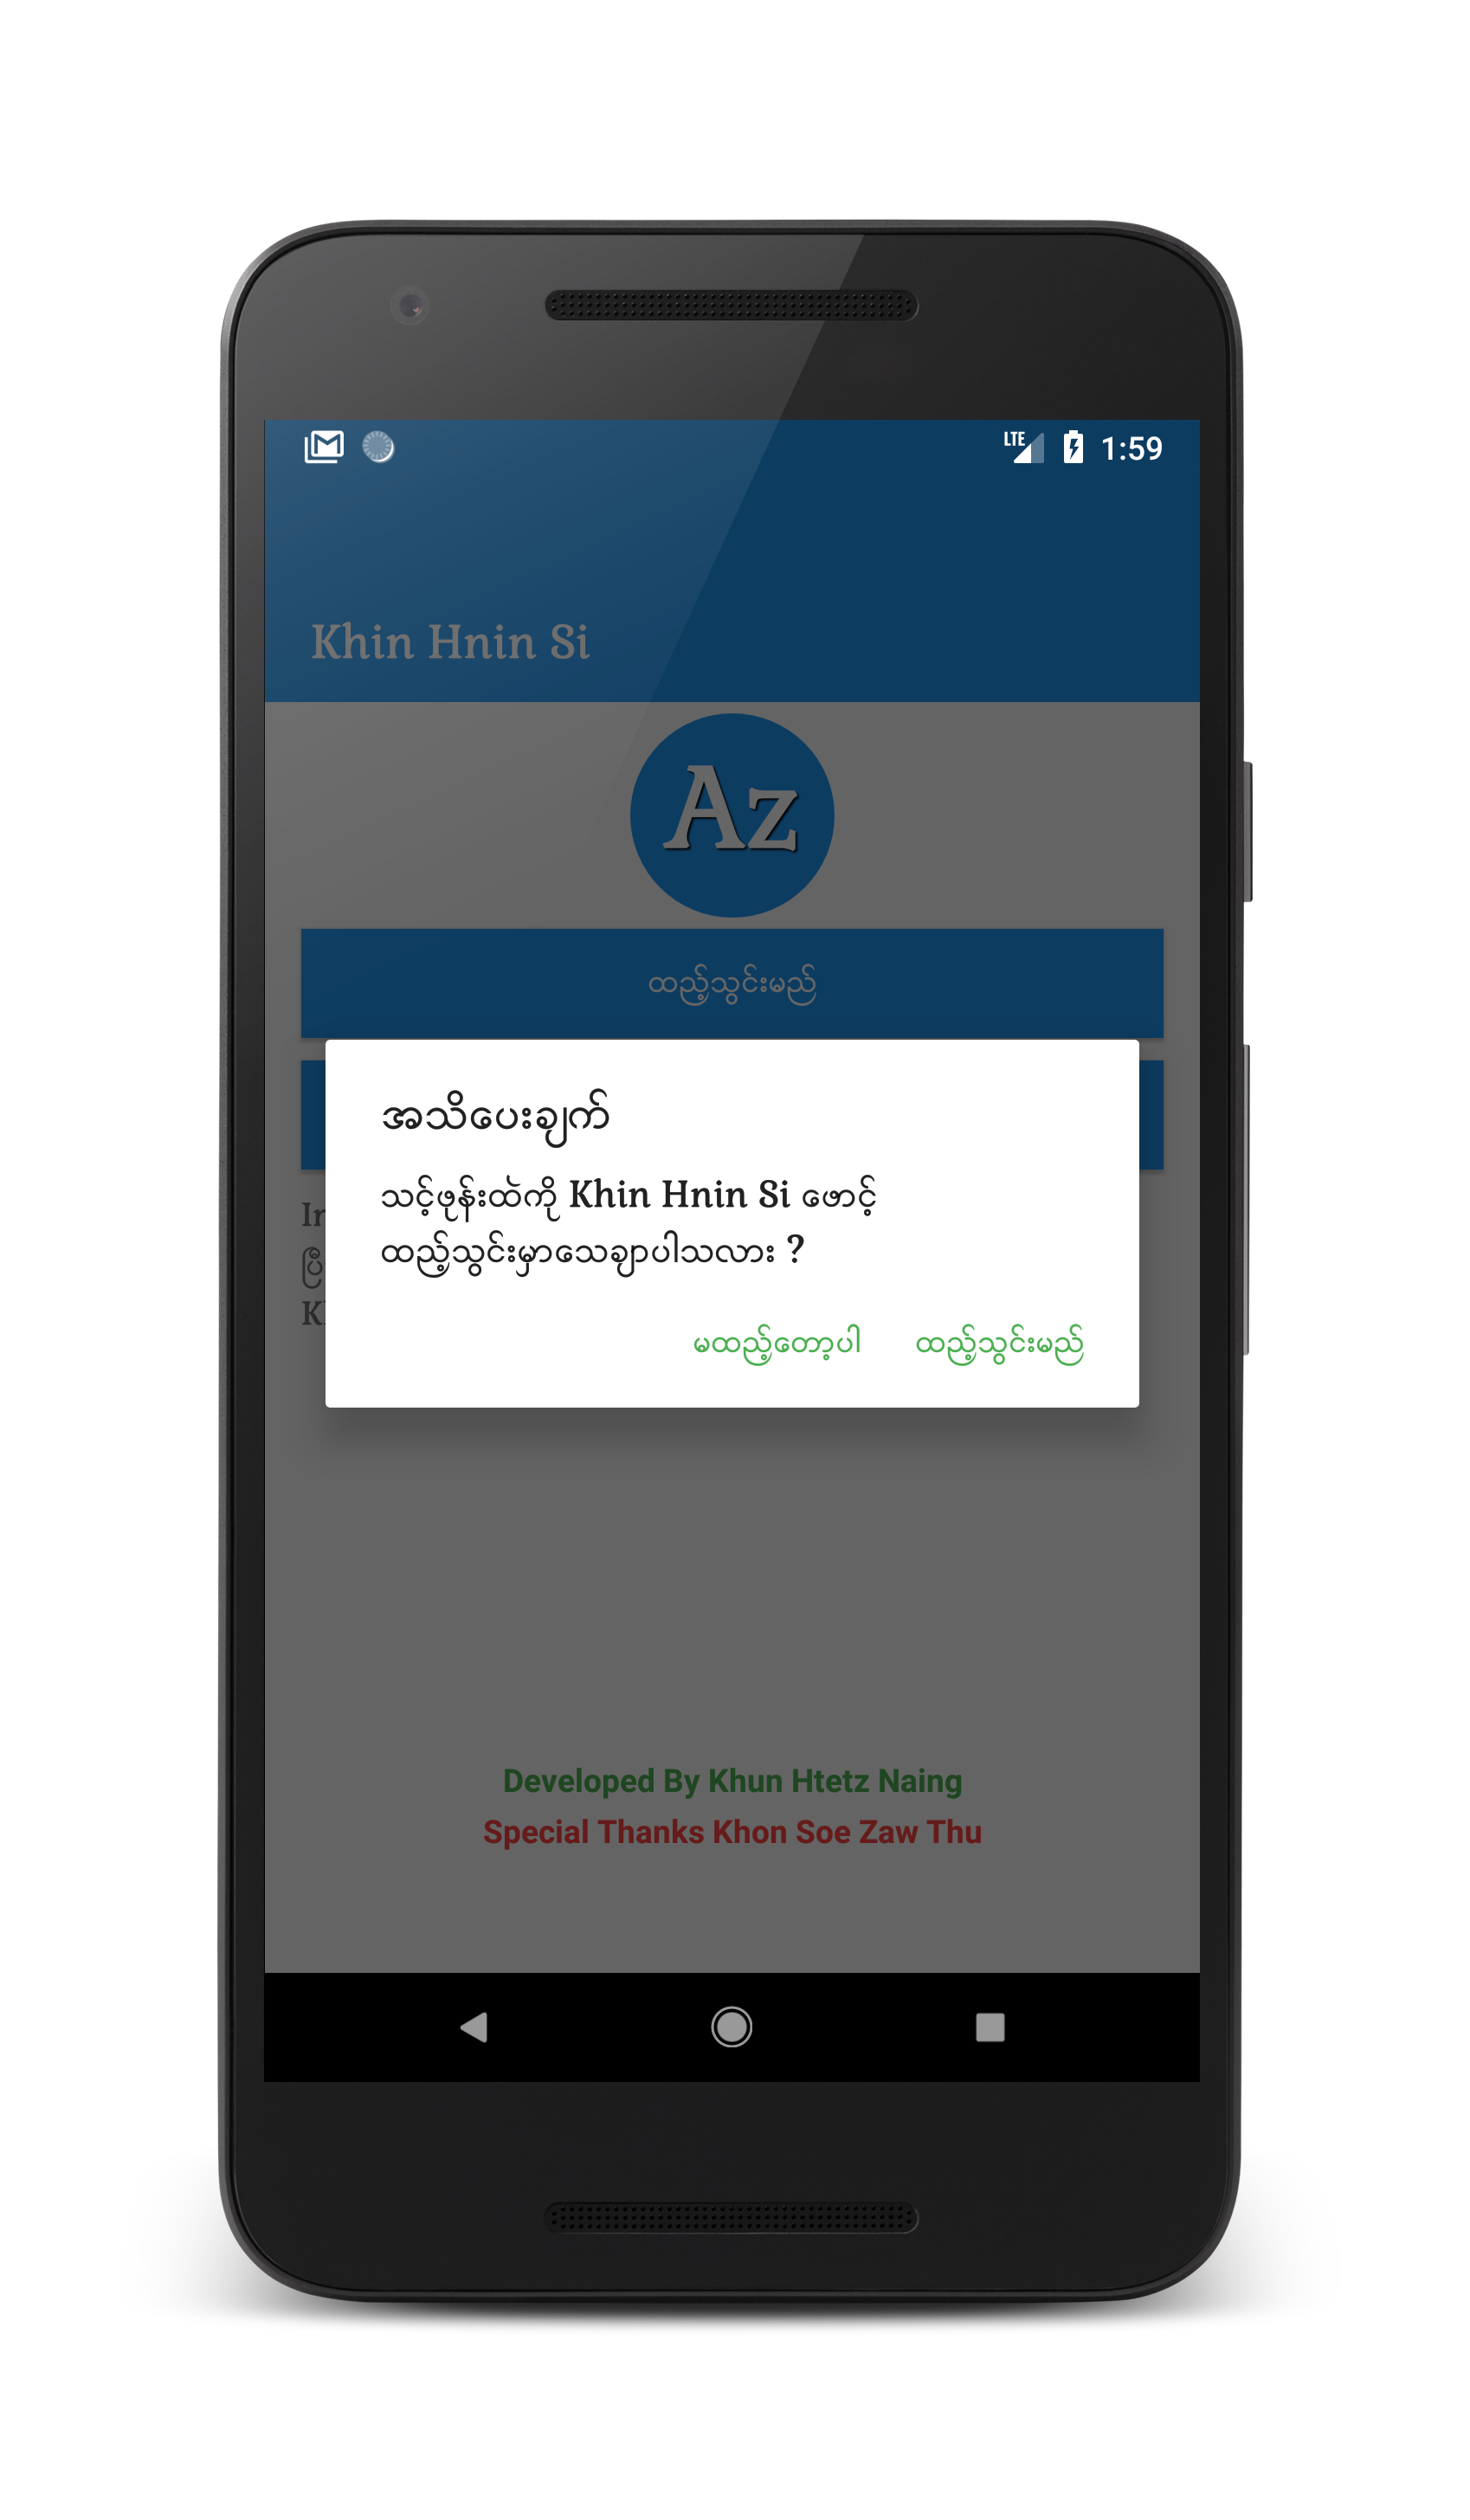 LTE 1:59
Khin Hnin Si
Az
ထည့်သွင်းမည်
အသိပေးချက်
သင့်ဖုန်းထဲကို Khin Hnin Si ဖောင့်
ထည့်သွင်းမှာသေချာပါသလား ?
မထည့်တော့ပါ ထည့်သွင်းမည်
Developed By Khun Htetz Naing
Special Thanks Khon Soe Zaw Thu